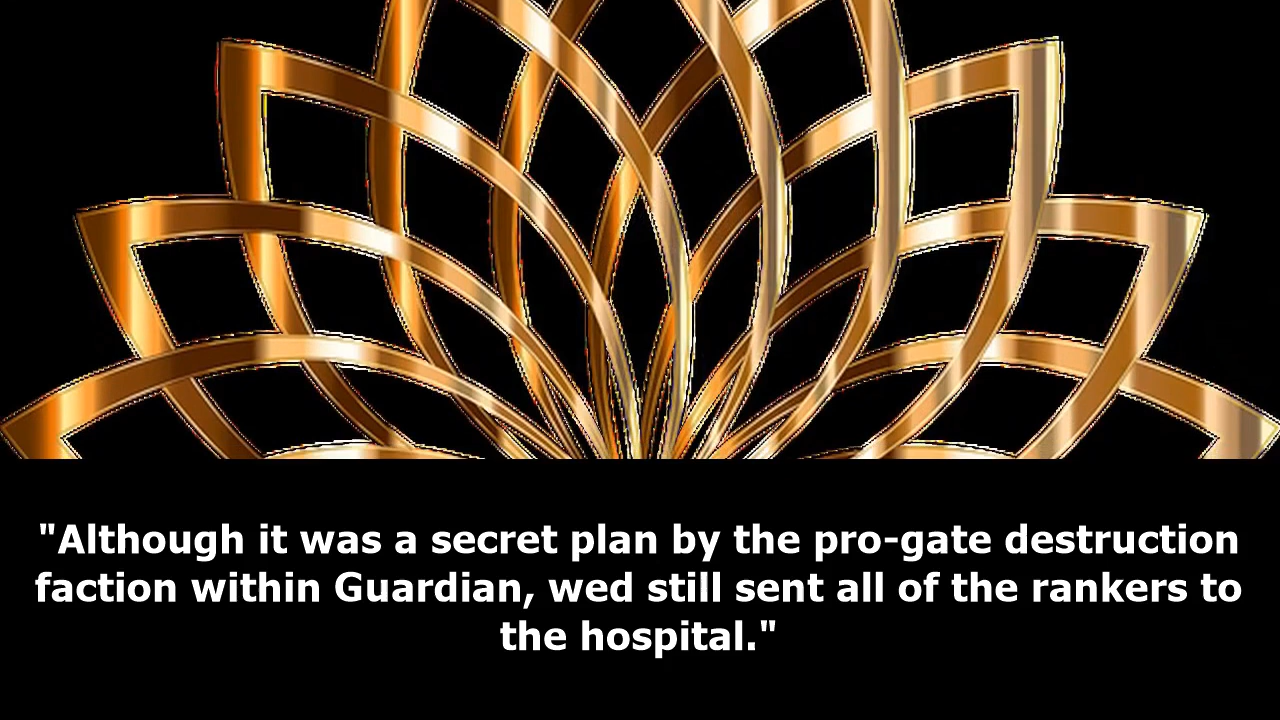 "Although it was a secret plan by the pro-gate destruction
faction within Guardian, wed still sent all of the rankers to
the hospital."